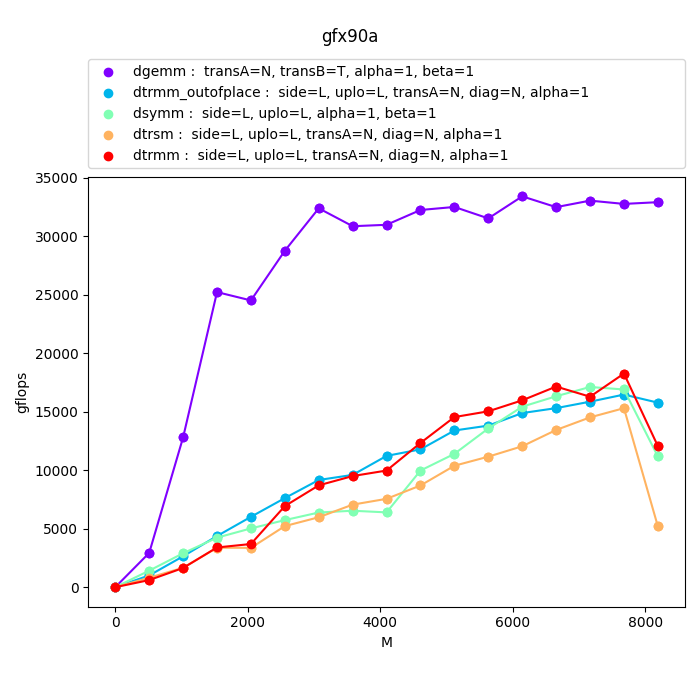 gfx90a
dgemm :  transA=N, transB=T, alpha=1, beta=1
dtrmm_outofplace :  side=L, uplo=L, transA=N, diag=N, alpha=1
dsymm :  side=L, uplo=L, alpha=1, beta=1
dtrsm :  side=L, uplo=L, transA=N, diag=N, alpha=1
dtrmm :  side=L, uplo=L, transA=N, diag=N, alpha=1
35000
30000
25000
20000
15000
10000
5000
0
gflops
0 2000 4000 6000 8000
M